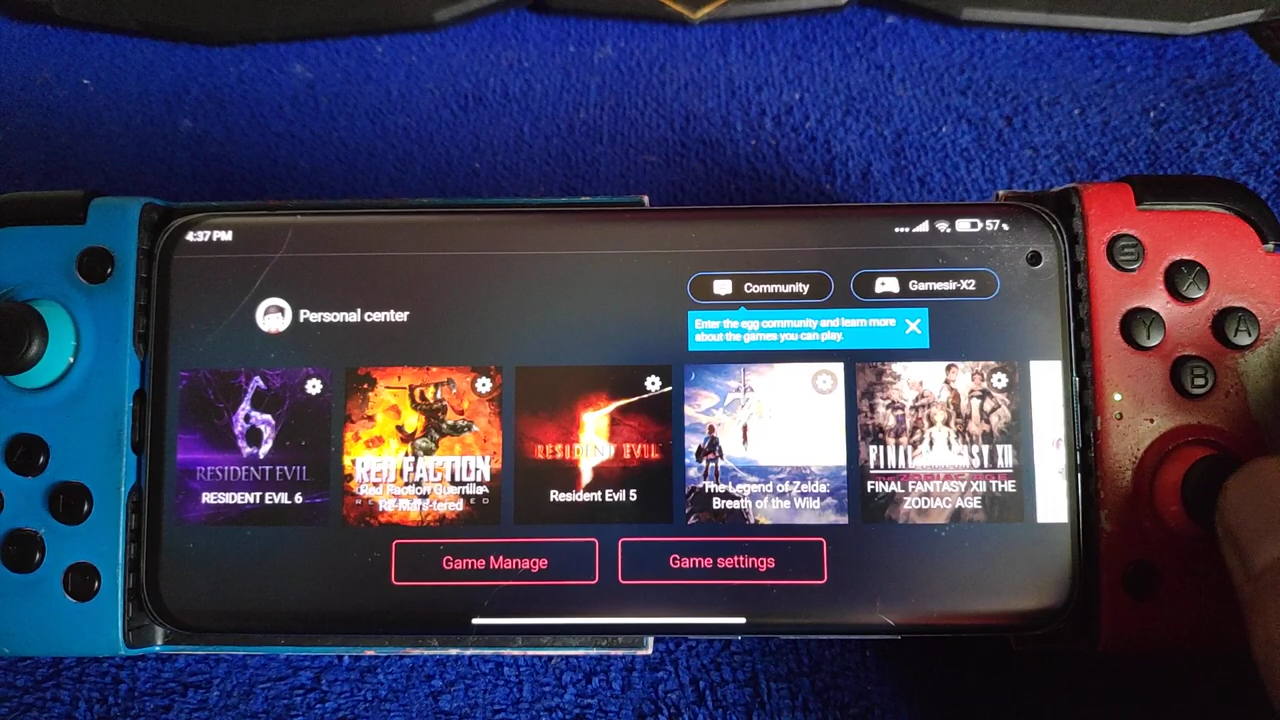 4:37 PM
57%
Community
Gamesir-X2
Personal center
Enter the egg community and learn more
about the games you can play.
RESIDENT EVIL
RESIDENT EVIL 6
RED FACTION
Red Faction Guerrilla
Re-Mars-tered
RESIDENT EVIL
Resident Evil 5
The Legend of Zelda:
Breath of the Wild
FINAL FANTASY XII
FINAL FANTASY XII THE
ZODIAC AGE
Game Manage
Game settings
S
X
Y
A
B